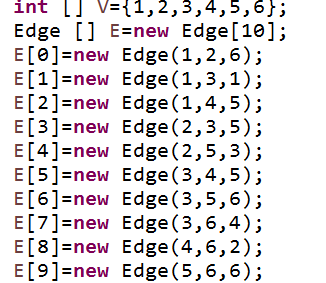 int [] V={1,2,3,4,5,6};
Edge [] E=new Edge[10];
E[0]=new Edge(1,2,6);
E[1]=new Edge(1,3,1);
E[2]=new Edge(1,4,5);
E[3]=new Edge(2,3,5);
E[4]=new Edge(2,5,3);
E[5]=new Edge(3,4,5);
E[6]=new Edge(3,5,6);
E[7]=new Edge(3,6,4);
E[8]=new Edge(4,6,2);
E[9]=new Edge(5,6,6);